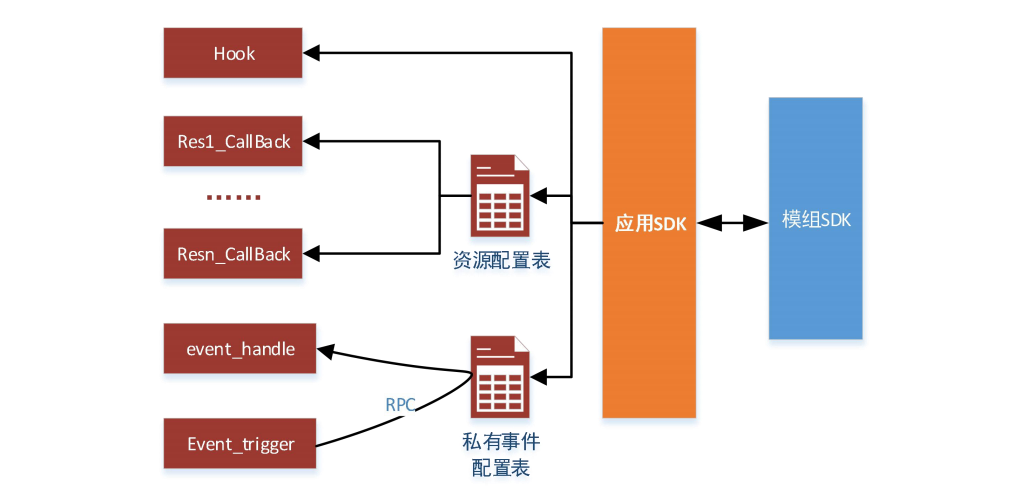 Hook
Res1_CallBack
……
Resn_CallBack
event_handle
Event_trigger
RPC
资源配置表
私有事件
配置表
应用SDK
模组SDK